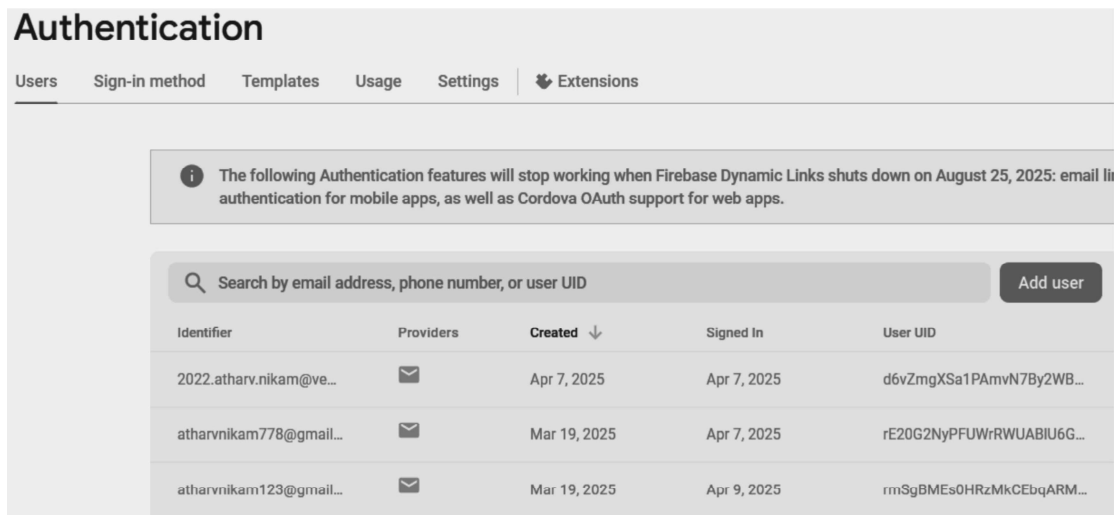 Authentication
Users Sign-in method Templates Usage Settings Extensions
The following Authentication features will stop working when Firebase Dynamic Links shuts down on August 25, 2025: email
authentication for mobile apps, as well as Cordova OAuth support for web apps.
Search by email address, phone number, or user UID Add user
Identifier Providers Created Signed In User UID
2022.atharv.nikam@ve... Apr 7, 2025 Apr 7, 2025 d6vZmgXSa1PAmvN7By2WB...
atharvnikam778@gmail... Mar 19, 2025 Apr 7, 2025 rE20G2NyPFUWrRWUABlU6G...
atharvnikam123@gmail... Mar 19, 2025 Apr 9, 2025 rmSgBMEs0HRzMkCEbqARM...